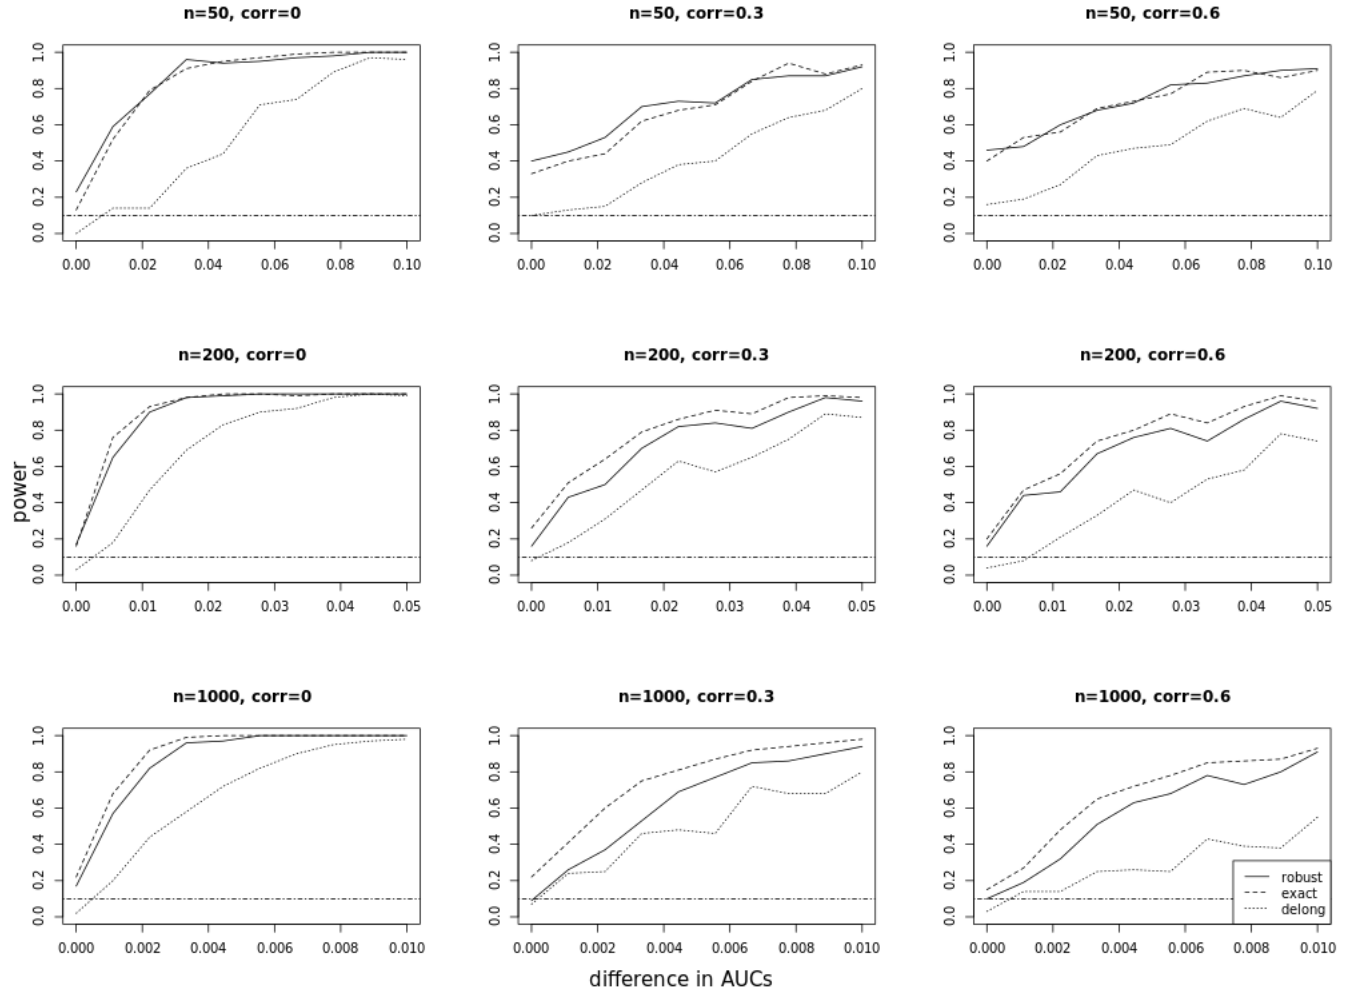 n=50, corr=0
n=50, corr=0.3
n=50, corr=0.6
0.0 0.2 0.4 0.6 0.8 1.0
0.00 0.02 0.04 0.06 0.08 0.10
0.0 0.2 0.4 0.6 0.8 1.0
0.00 0.02 0.04 0.06 0.08 0.10
0.0 0.2 0.4 0.6 0.8 1.0
0.00 0.02 0.04 0.06 0.08 0.10
n=200, corr=0
n=200, corr=0.3
n=200, corr=0.6
power
0.0 0.2 0.4 0.6 0.8 1.0
0.00 0.01 0.02 0.03 0.04 0.05
0.0 0.2 0.4 0.6 0.8 1.0
0.00 0.01 0.02 0.03 0.04 0.05
0.0 0.2 0.4 0.6 0.8 1.0
0.00 0.01 0.02 0.03 0.04 0.05
n=1000, corr=0
n=1000, corr=0.3
n=1000, corr=0.6
0.0 0.2 0.4 0.6 0.8 1.0
0.000 0.002 0.004 0.006 0.008 0.010
0.0 0.2 0.4 0.6 0.8 1.0
0.000 0.002 0.004 0.006 0.008 0.010
0.0 0.2 0.4 0.6 0.8 1.0
0.000 0.002 0.004 0.006 0.008 0.010
robust
exact
delong
difference in AUCs